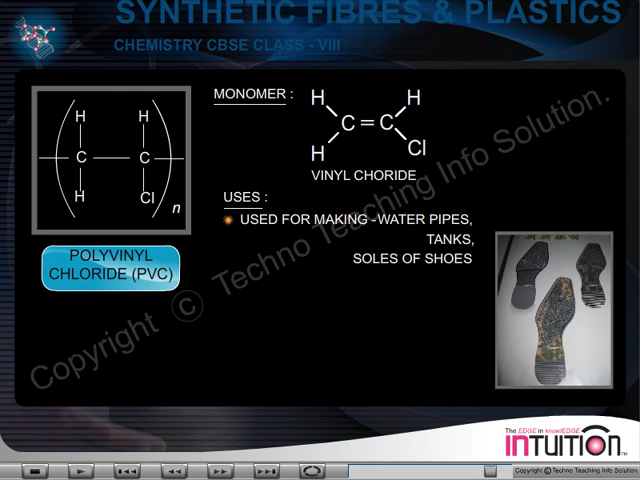 SYNTHETIC FIBRES & PLASTICS
CHEMISTRY CBSE CLASS - VIII
MONOMER :
H H
C = C
H Cl
VINYL CHORIDE
H H
C C
H Cl
n
POLYVINYL
CHLORIDE (PVC)
USES :
USED FOR MAKING - WATER PIPES,
TANKS,
SOLES OF SHOES
Copyright © Techno Teaching Info Solution.
The EDGE in knowlEDGE
INTUITION™
Copyright © Techno Teaching Info Solution